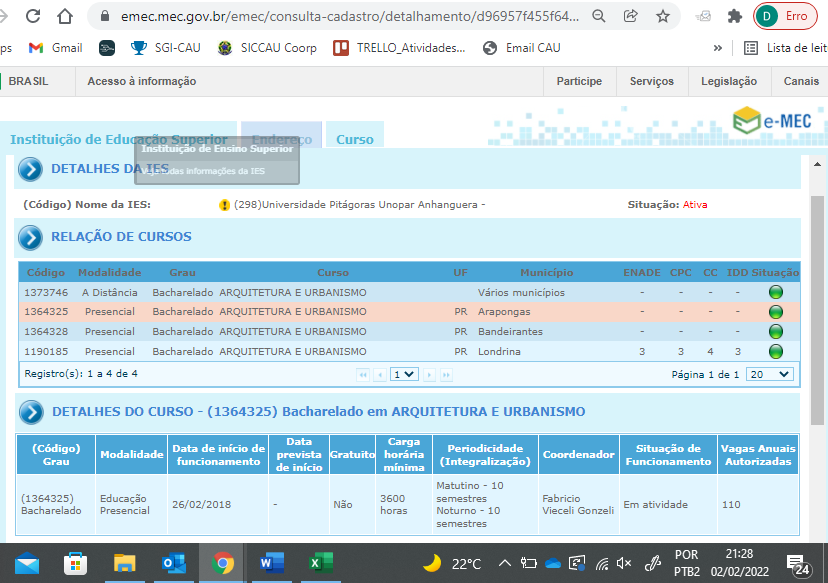 emec.mec.gov.br/emec/consulta-cadastro/detalhamento/d96957f455f64...
D Erro
ps Gmail SGI-CAU SICCAU Coorp TRELLO_Atividades... Email CAU » Lista de leit
BRASIL Acesso à informação Participe Serviços Legislação Canais
e-MEC
Instituição de Educação Superior Endereço Curso
Instituição de Ensino Superior
DETALHES DA IES
informações da IES
(Código) Nome da IES: (298)Universidade Pitágoras Unopar Anhanguera - Situação: Ativa
RELAÇÃO DE CURSOS
Código Modalidade Grau Curso UF Município ENADE CPC CC IDD Situação
1373746 A Distância Bacharelado ARQUITETURA E URBANISMO Vários municípios - - - -
1364325 Presencial Bacharelado ARQUITETURA E URBANISMO PR Arapongas - - - -
1364328 Presencial Bacharelado ARQUITETURA E URBANISMO PR Bandeirantes - - - -
1190185 Presencial Bacharelado ARQUITETURA E URBANISMO PR Londrina 3 3 4 3
Registro(s): 1 a 4 de 4 1 Página 1 de 1 20
DETALHES DO CURSO - (1364325) Bacharelado em ARQUITETURA E URBANISMO
(Código) Grau Modalidade Data de início de funcionamento Data prevista de início Gratuito Carga horária mínima Periodicidade (Integralização) Coordenador Situação de Funcionamento Vagas Anuais Autorizadas
(1364325) Bacharelado Educação Presencial 26/02/2018 - Não 3600 horas Matutino - 10 semestres Noturno - 10 semestres Fabricio Vieceli Gonzeli Em atividade 110
22°C POR PTB2 21:28 02/02/2022 24